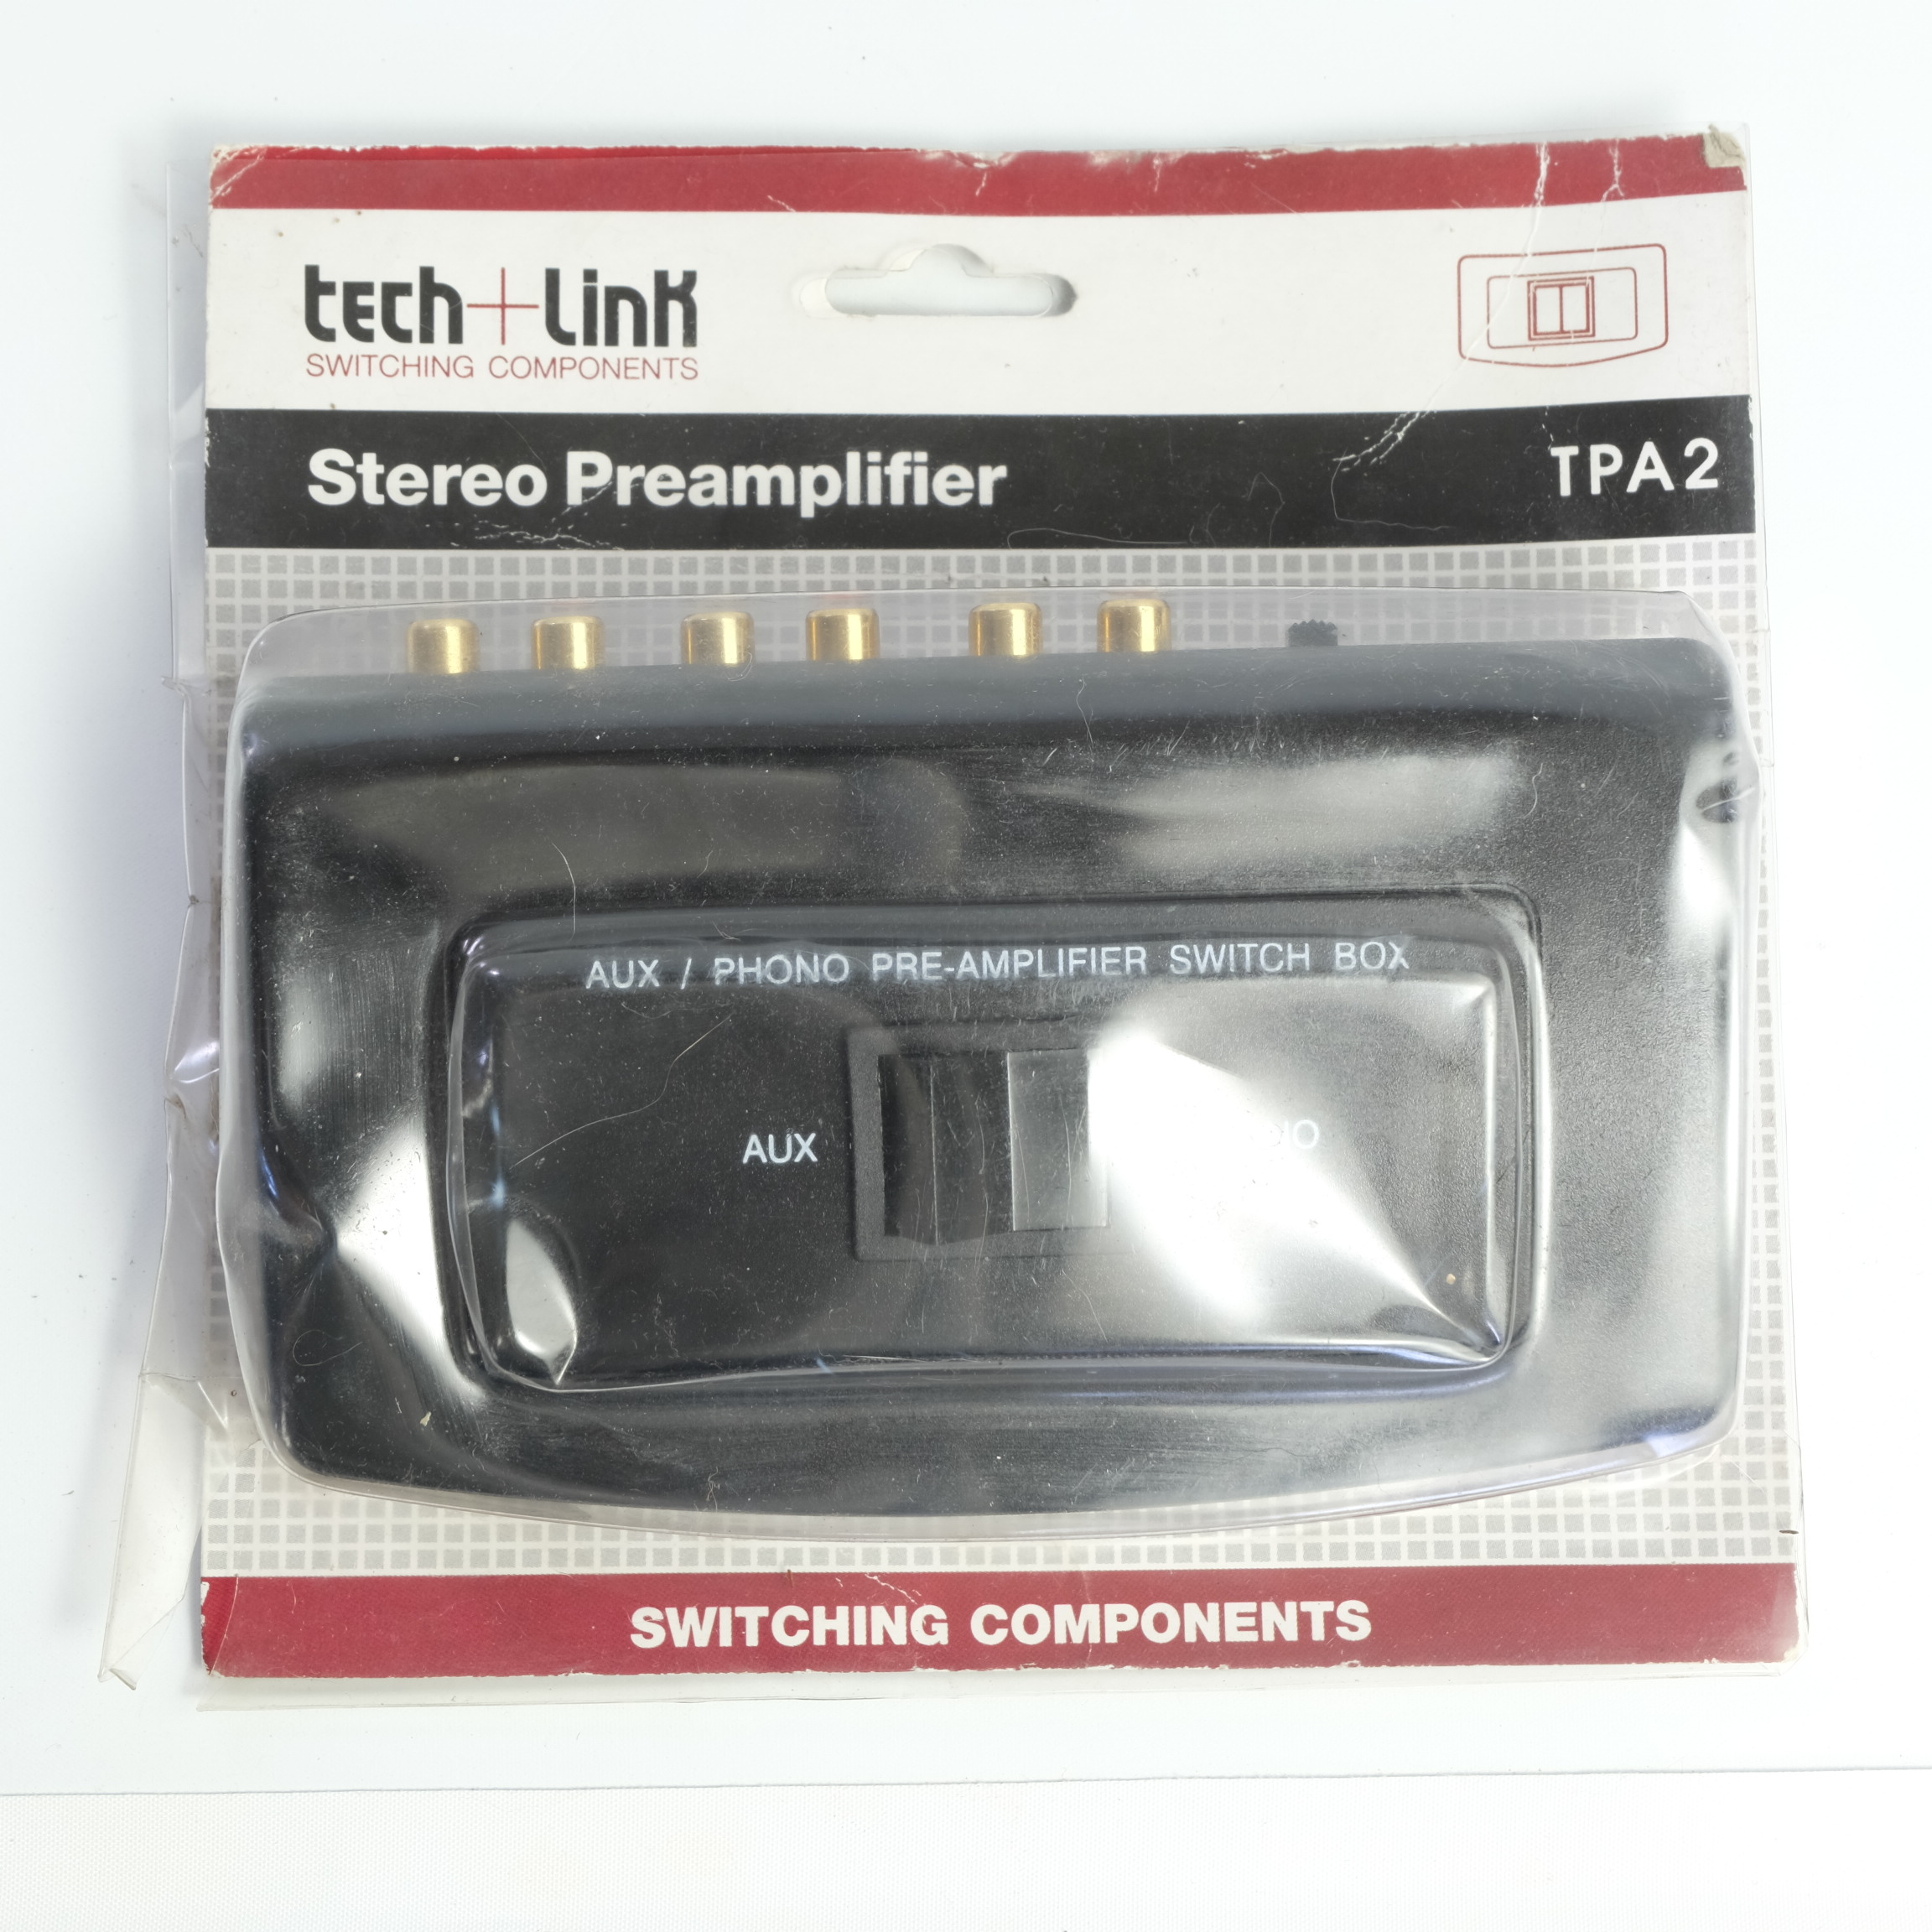 tech+Link
SWITCHING COMPONENTS
Stereo Preamplifier
TPA2
AUX / PHONO PRE-AMPLIFIER SWITCH BOX
AUX
SWITCHING COMPONENTS